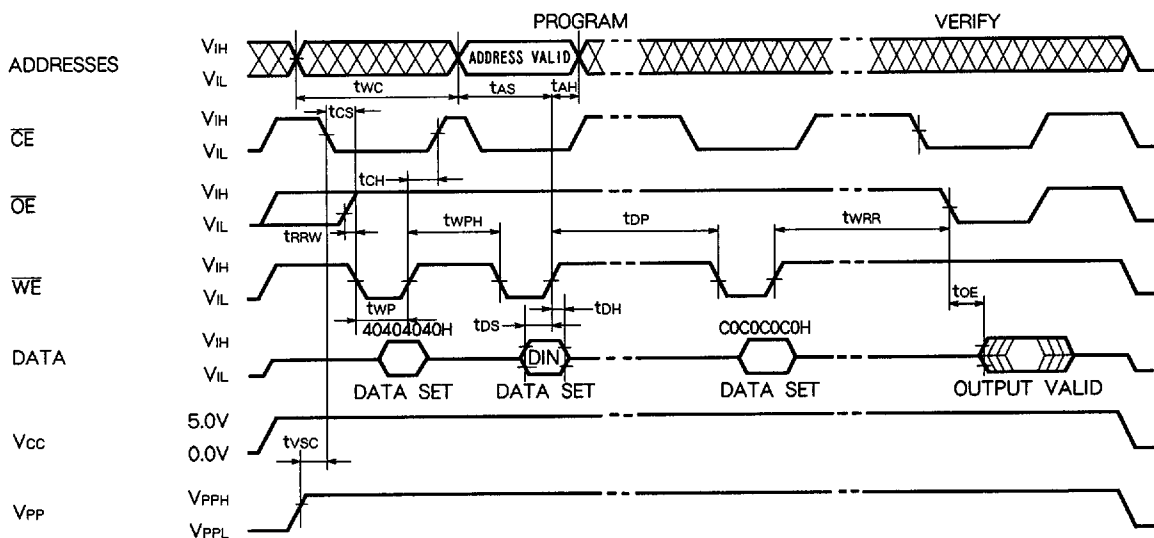 PROGRAM VERIFY
ADDRESSES VIH VIL ADDRESS VALID
tWC tAS tAH
CE VIH VIL tCS
tCH
OE VIH VIL
tRRW tWPH tDP tWRR
WE VIH VIL
tWP tDS tDH tOE
40404040H C0C0C0C0H
DATA VIH VIL DIN
DATA SET DATA SET DATA SET OUTPUT VALID
VCC 5.0V 0.0V
tVSC
VPP VPPH VPPL